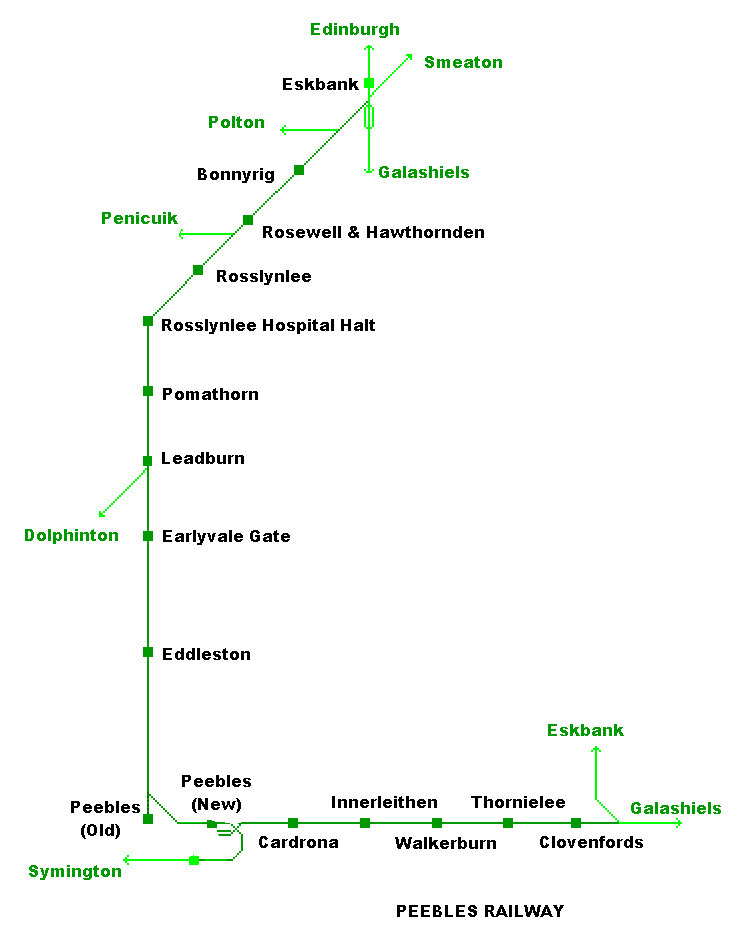 Edinburgh
Smeaton
Eskbank
Polton
Galashiels
Bonnyrig
Penicuik
Rosewell & Hawthornden
Rosslynlee
Rosslynlee Hospital Halt
Pomathorn
Leadburn
Dolphinton
Earlyvale Gate
Eddleston
Eskbank
Peebles
(New)
Peebles
(Old)
Innerleithen
Thornielee
Galashiels
Cardrona
Walkerburn
Clovenfords
Symington
PEEBLES RAILWAY